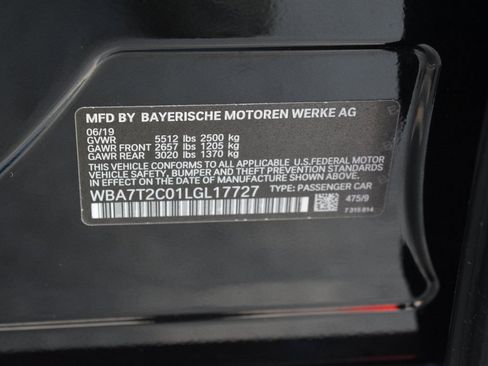 MFD BY BAYERISCHE MOTOREN WERKE AG
06/19
GVWR 5512 lbs 2500 kg
GAWR FRONT 2657 lbs 1205 kg
GAWR REAR 3020 lbs 1370 kg
THIS VEHICLE CONFORMS TO ALL APPLICABLE U.S. FEDERAL MOTOR
VEHICLE SAFETY, BUMPER AND THEFT PREVENTION STANDARDS
IN EFFECT ON THE DATE OF MANUFACTURE SHOWN ABOVE.
WBA7T2C01LGL17727 TYPE: PASSENGER CAR
475/9
7 315 814